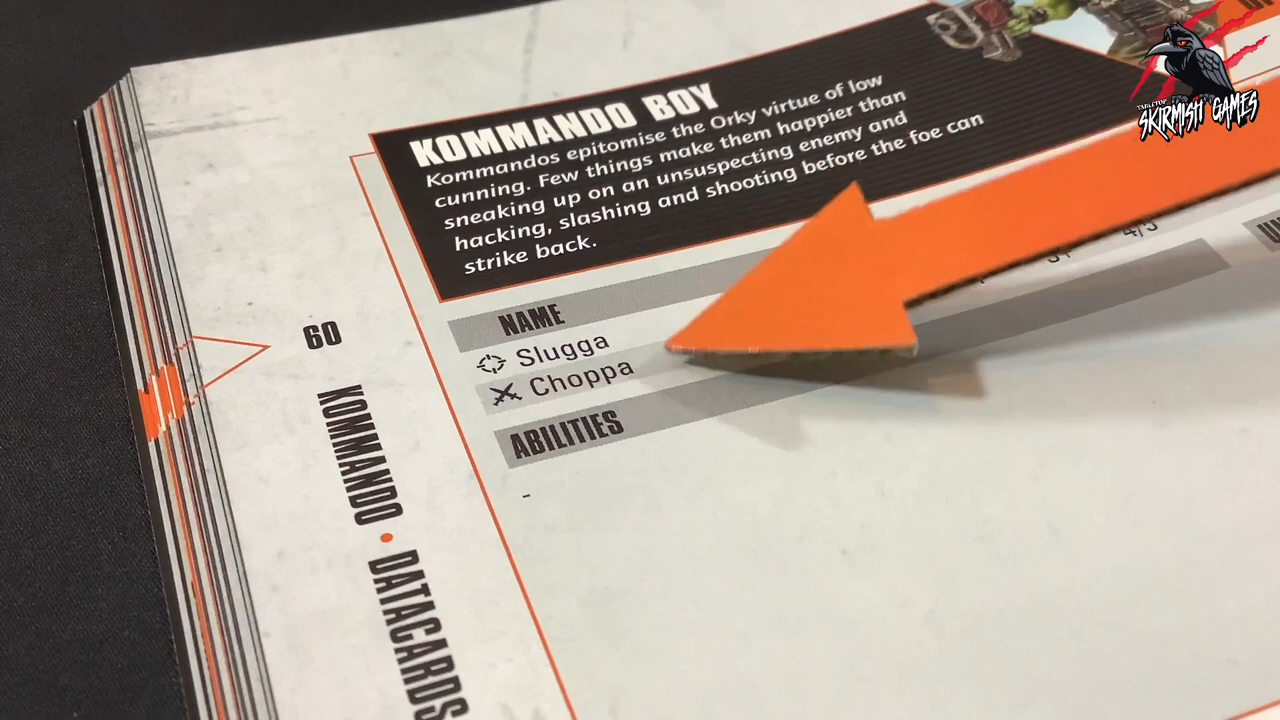 KOMMANDO BOY
Kommandos epitomise the Orky virtue of low
cunning. Few things make them happier than
sneaking up on an unsuspecting enemy and
hacking, slashing and shooting before the foe can
strike back.
NAME
Slugga
Choppa
ABILITIES
-
60
KOMMANDO • DATACARDS
TABLETOP
SKIRMISH GAMES